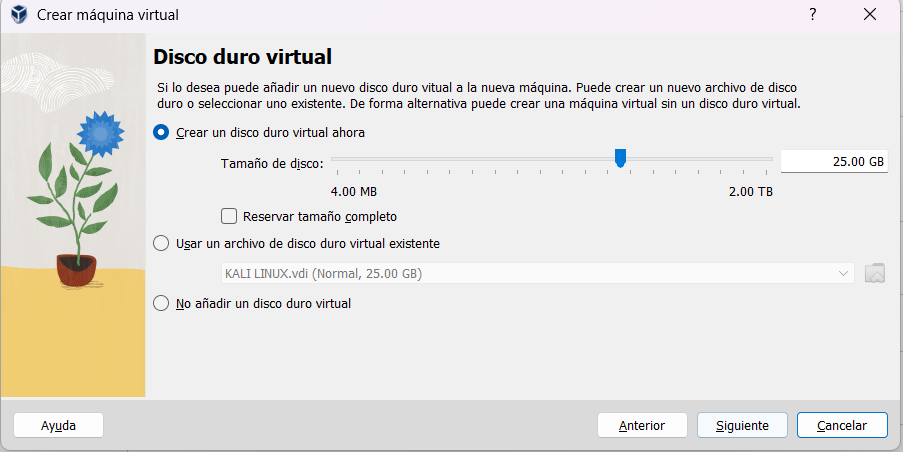 Crear máquina virtual
?
Disco duro virtual
Si lo desea puede añadir un nuevo disco duro vitual a la nueva máquina. Puede crear un nuevo archivo de disco
duro o seleccionar uno existente. De forma alternativa puede crear una máquina virtual sin un disco duro virtual.
Crear un disco duro virtual ahora
Tamaño de disco:
25.00 GB
4.00 MB
2.00 TB
Reservar tamaño completo
Usar un archivo de disco duro virtual existente
KALI LINUX.vdi (Normal, 25.00 GB)
No añadir un disco duro virtual
Ayuda
Anterior
Siguiente
Cancelar